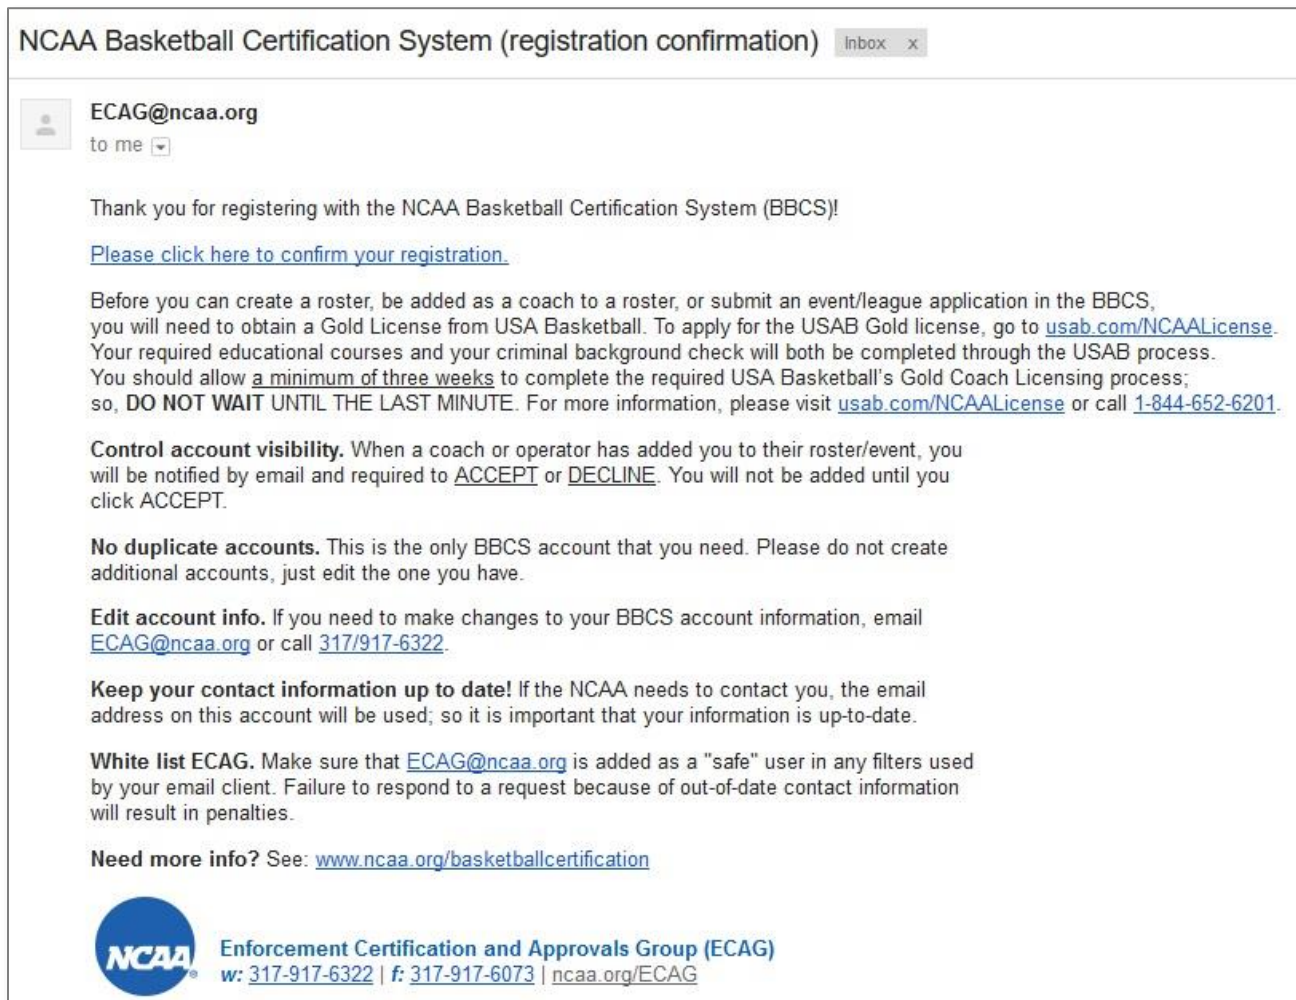 NCAA Basketball Certification System (registration confirmation) Inbox x
ECAG@ncaa.org
to me
Thank you for registering with the NCAA Basketball Certification System (BBCS)!
Please click here to confirm your registration.
Before you can create a roster, be added as a coach to a roster, or submit an event/league application in the BBCS,
you will need to obtain a Gold License from USA Basketball. To apply for the USAB Gold license, go to usab.com/NCAALicense.
Your required educational courses and your criminal background check will both be completed through the USAB process.
You should allow a minimum of three weeks to complete the required USA Basketball's Gold Coach Licensing process;
so, DO NOT WAIT UNTIL THE LAST MINUTE. For more information, please visit usab.com/NCAALicense or call 1-844-652-6201.
Control account visibility. When a coach or operator has added you to their roster/event, you
will be notified by email and required to ACCEPT or DECLINE. You will not be added until you
click ACCEPT.
No duplicate accounts. This is the only BBCS account that you need. Please do not create
additional accounts, just edit the one you have.
Edit account info. If you need to make changes to your BBCS account information, email
ECAG@ncaa.org or call 317/917-6322.
Keep your contact information up to date! If the NCAA needs to contact you, the email
address on this account will be used; so it is important that your information is up-to-date.
White list ECAG. Make sure that ECAG@ncaa.org is added as a "safe" user in any filters used
by your email client. Failure to respond to a request because of out-of-date contact information
will result in penalties.
Need more info? See: www.ncaa.org/basketballcertification
NCAA®
Enforcement Certification and Approvals Group (ECAG)
w: 317-917-6322 | f: 317-917-6073 | ncaa.org/ECAG